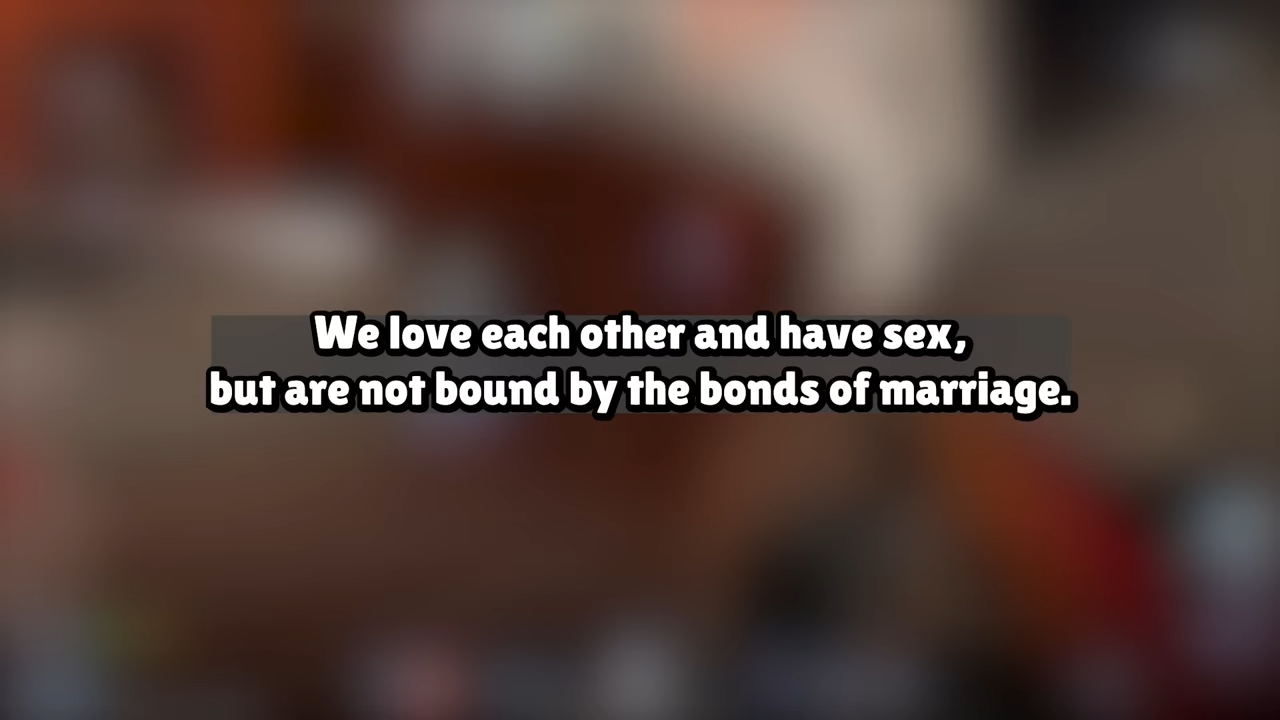 We love each other and have sex,
but are not bound by the bonds of marriage.